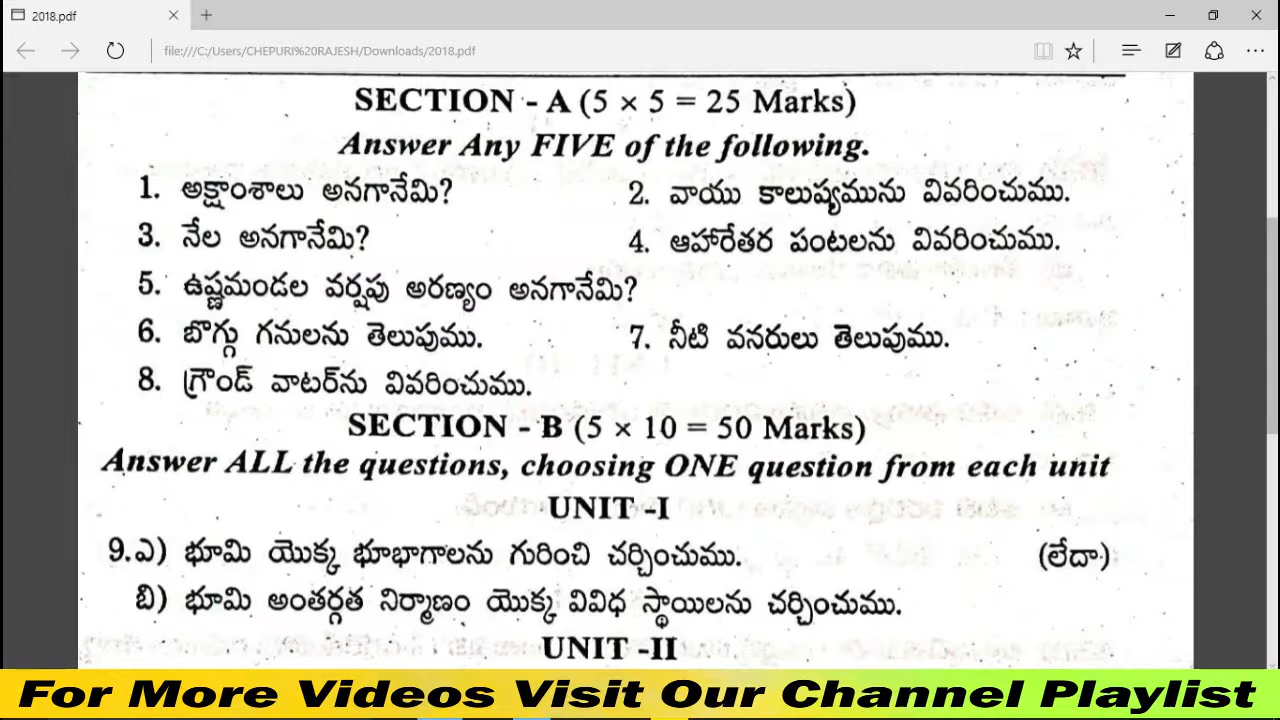 2018.pdf
file:///C:/Users/CHEPURI%20RAJESH/Downloads/2018.pdf
SECTION - A (5 × 5 = 25 Marks)
Answer Any FIVE of the following.
1. అక్షాంశాలు అనగానేమి? 2. వాయు కాలుష్యమును వివరించుము.
3. నేల అనగానేమి? 4. ఆహారేతర పంటలను వివరించుము.
5. ఉష్ణమండల వర్షపు అరణ్యం అనగానేమి?
6. బొగ్గు గనులను తెలుపుము. 7. నీటి వనరులు తెలుపుము.
8. గ్రౌండ్ వాటర్‌ను వివరించుము.
SECTION - B (5 × 10 = 50 Marks)
Answer ALL the questions, choosing ONE question from each unit
UNIT -I
9.ఎ) భూమి యొక్క భూభాగాలను గురించి చర్చించుము. (లేదా)
బి) భూమి అంతర్గత నిర్మాణం యొక్క వివిధ స్థాయిలను చర్చించుము.
UNIT -II
For More Videos Visit Our Channel Playlist